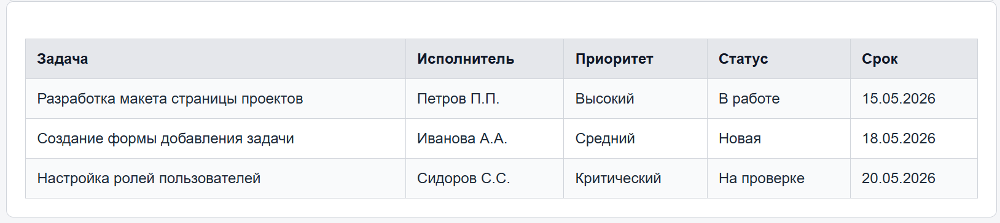 Задача Исполнитель Приоритет Статус Срок
Разработка макета страницы проектов Петров П.П. Высокий В работе 15.05.2026
Создание формы добавления задачи Иванова А.А. Средний Новая 18.05.2026
Настройка ролей пользователей Сидоров С.С. Критический На проверке 20.05.2026